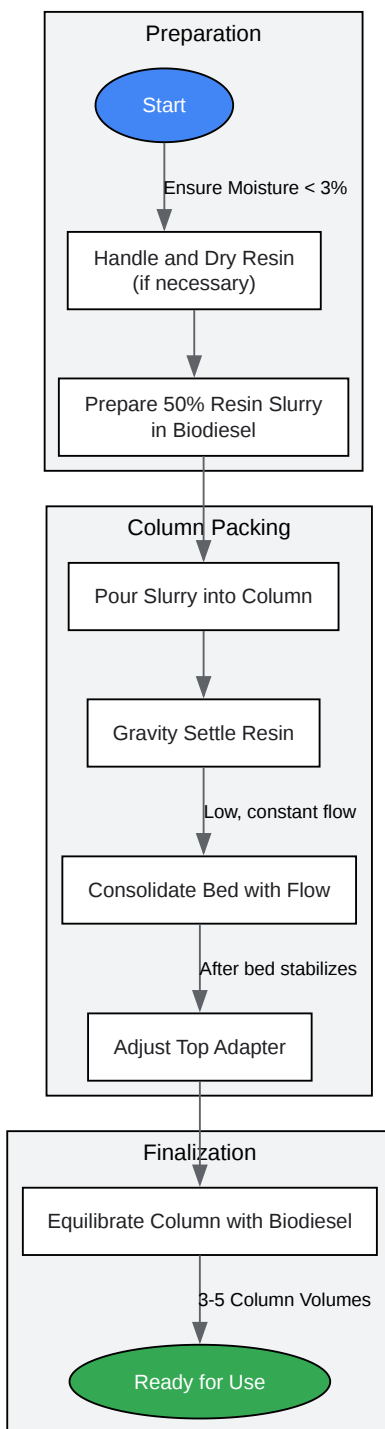 Preparation
Start
Ensure Moisture < 3%
Handle and Dry Resin
(if necessary)
Prepare 50% Resin Slurry
in Biodiesel
Column Packing
Pour Slurry into Column
Gravity Settle Resin
Low, constant flow
Consolidate Bed with Flow
After bed stabilizes
Adjust Top Adapter
Finalization
Equilibrate Column with Biodiesel
3-5 Column Volumes
Ready for Use